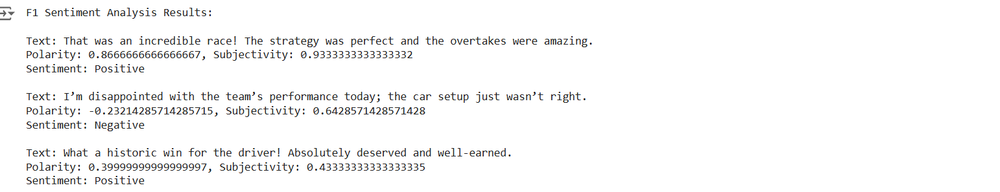 F1 Sentiment Analysis Results:
Text: That was an incredible race! The strategy was perfect and the overtakes were amazing.
Polarity: 0.8666666666666667, Subjectivity: 0.9333333333333332
Sentiment: Positive
Text: I’m disappointed with the team’s performance today; the car setup just wasn’t right.
Polarity: -0.23214285714285715, Subjectivity: 0.6428571428571428
Sentiment: Negative
Text: What a historic win for the driver! Absolutely deserved and well-earned.
Polarity: 0.39999999999999997, Subjectivity: 0.43333333333333335
Sentiment: Positive